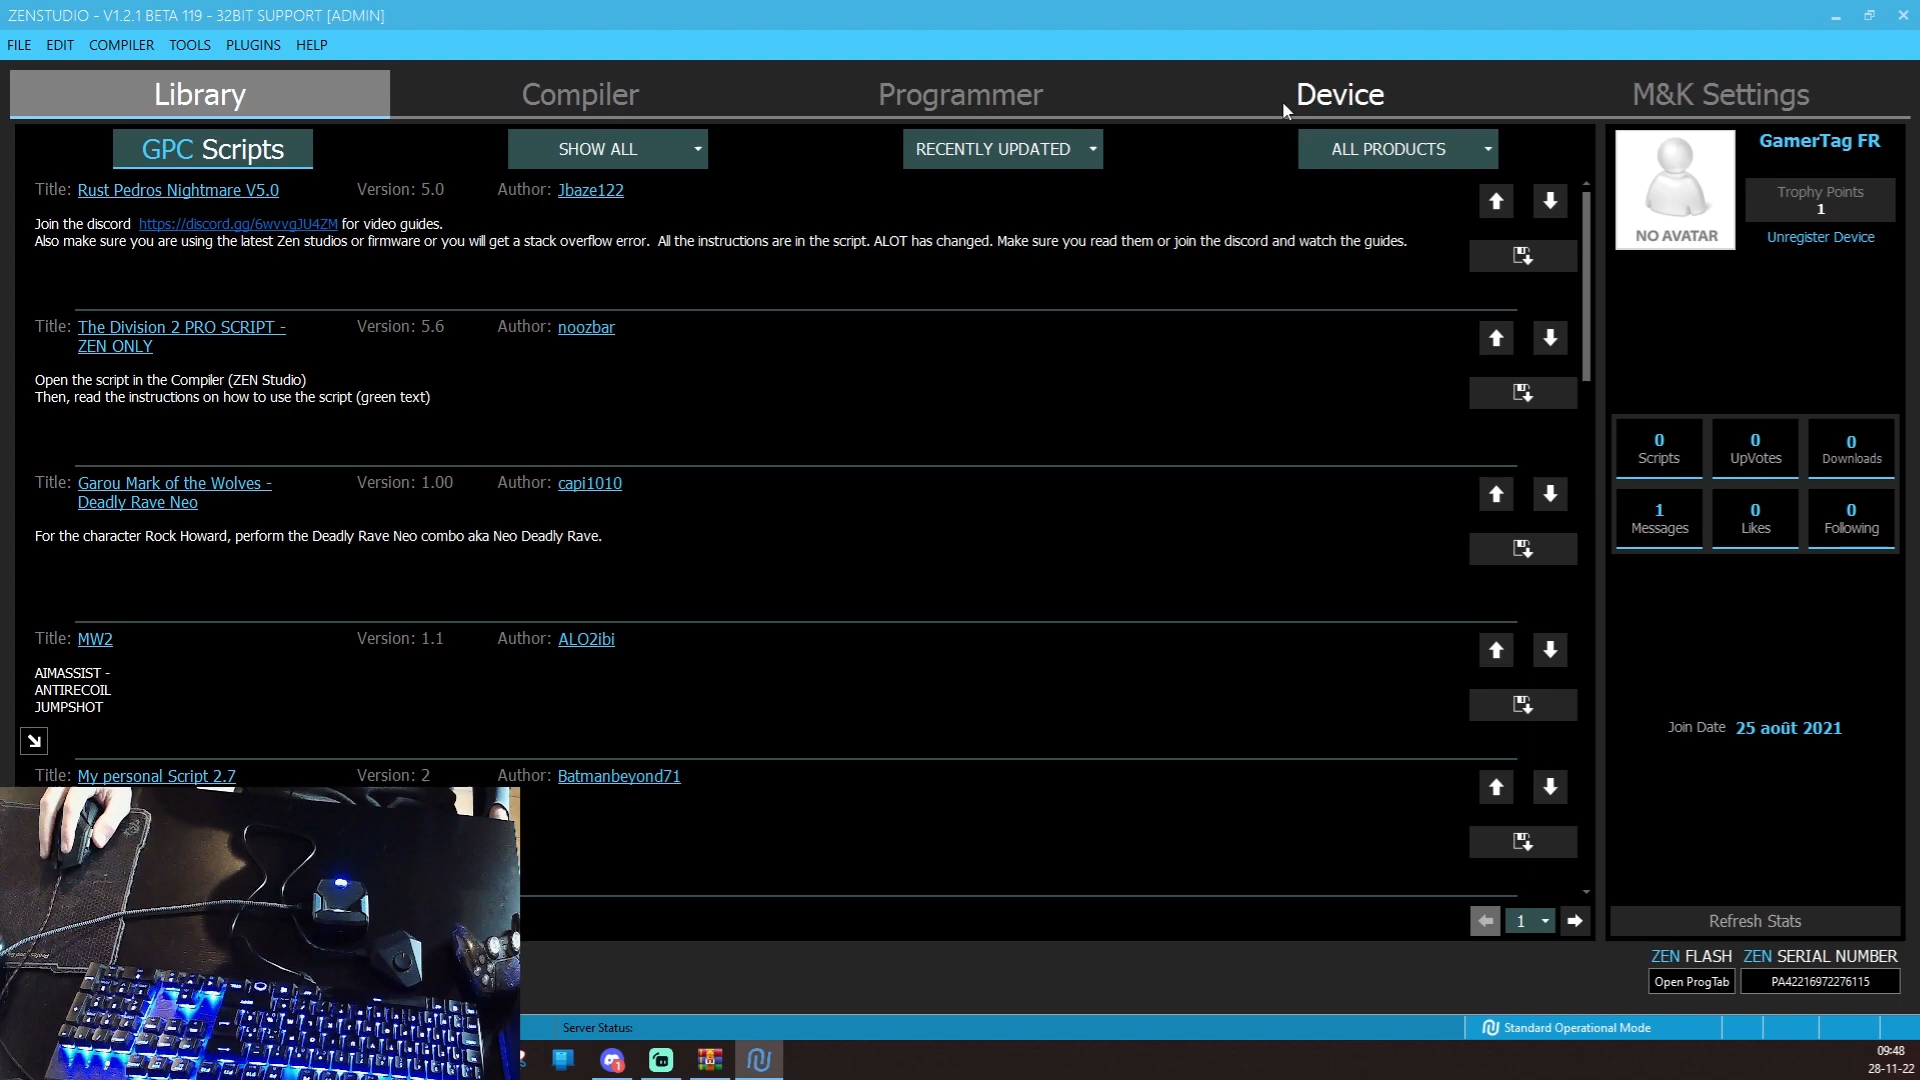 ZENSTUDIO - V1.2.1 BETA 119 - 32BIT SUPPORT [ADMIN]
FILE EDIT COMPILER TOOLS PLUGINS HELP
Library Compiler Programmer Device M&K Settings
GPC Scripts SHOW ALL RECENTLY UPDATED ALL PRODUCTS
Title: Rust Pedros Nightmare V5.0 Version: 5.0 Author: Jbaze122
Join the discord https://discord.gg/6wvvgJU4ZM for video guides.
Also make sure you are using the latest Zen studios or firmware or you will get a stack overflow error. All the instructions are in the script. ALOT has changed. Make sure you read them or join the discord and watch the guides.
Title: The Division 2 PRO SCRIPT - Version: 5.6 Author: noozbar
ZEN ONLY
Open the script in the Compiler (ZEN Studio)
Then, read the instructions on how to use the script (green text)
Title: Garou Mark of the Wolves - Version: 1.00 Author: capi1010
Deadly Rave Neo
For the character Rock Howard, perform the Deadly Rave Neo combo aka Neo Deadly Rave.
Title: MW2 Version: 1.1 Author: ALO2ibi
AIMASSIST -
ANTIRECOIL
JUMPSHOT
Title: My personal Script 2.7 Version: 2 Author: Batmanbeyond71
1
NO AVATAR
GamerTag FR
Trophy Points
1
Unregister Device
0 0 0
Scripts UpVotes Downloads
1 0 0
Messages Likes Following
Join Date 25 août 2021
Refresh Stats
ZEN FLASH ZEN SERIAL NUMBER
Open ProgTab PA42216972276115
Server Status: Standard Operational Mode
09:48
28-11-22